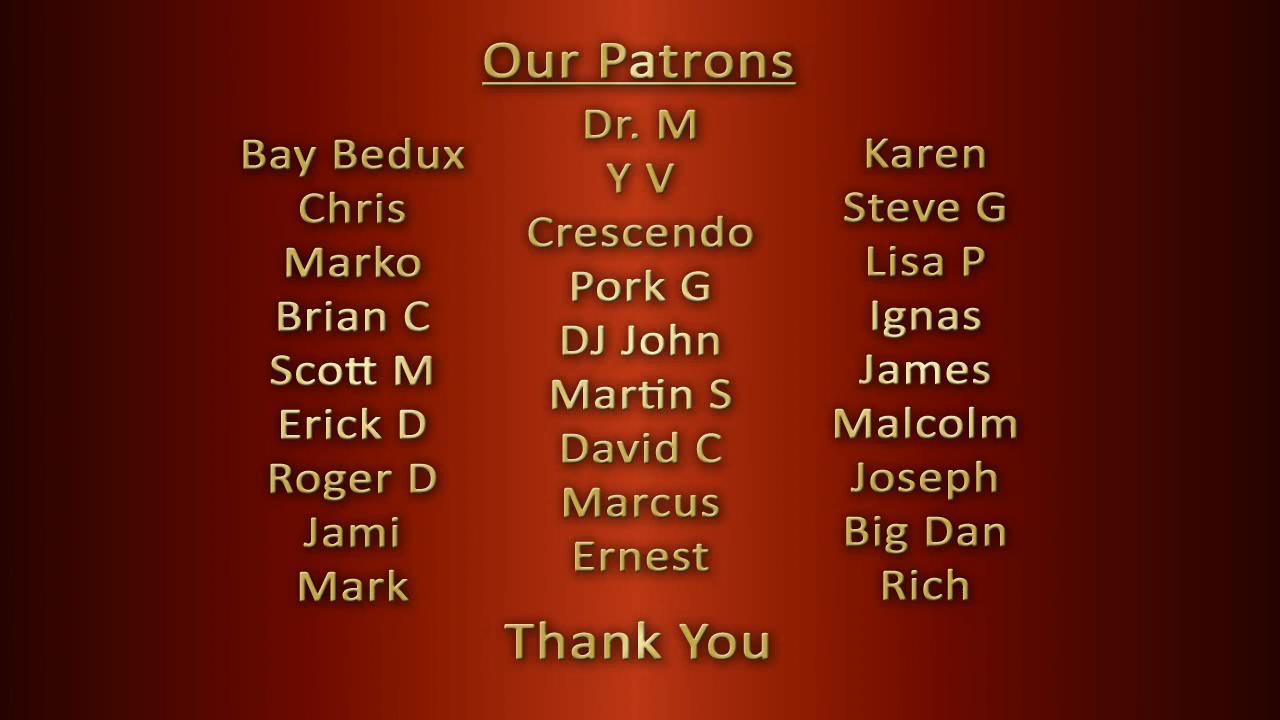 Our Patrons
Bay Bedux
Chris
Marko
Brian C
Scott M
Erick D
Roger D
Jami
Mark
Dr. M
Y V
Crescendo
Pork G
DJ John
Martin S
David C
Marcus
Ernest
Karen
Steve G
Lisa P
Ignas
James
Malcolm
Joseph
Big Dan
Rich
Thank You